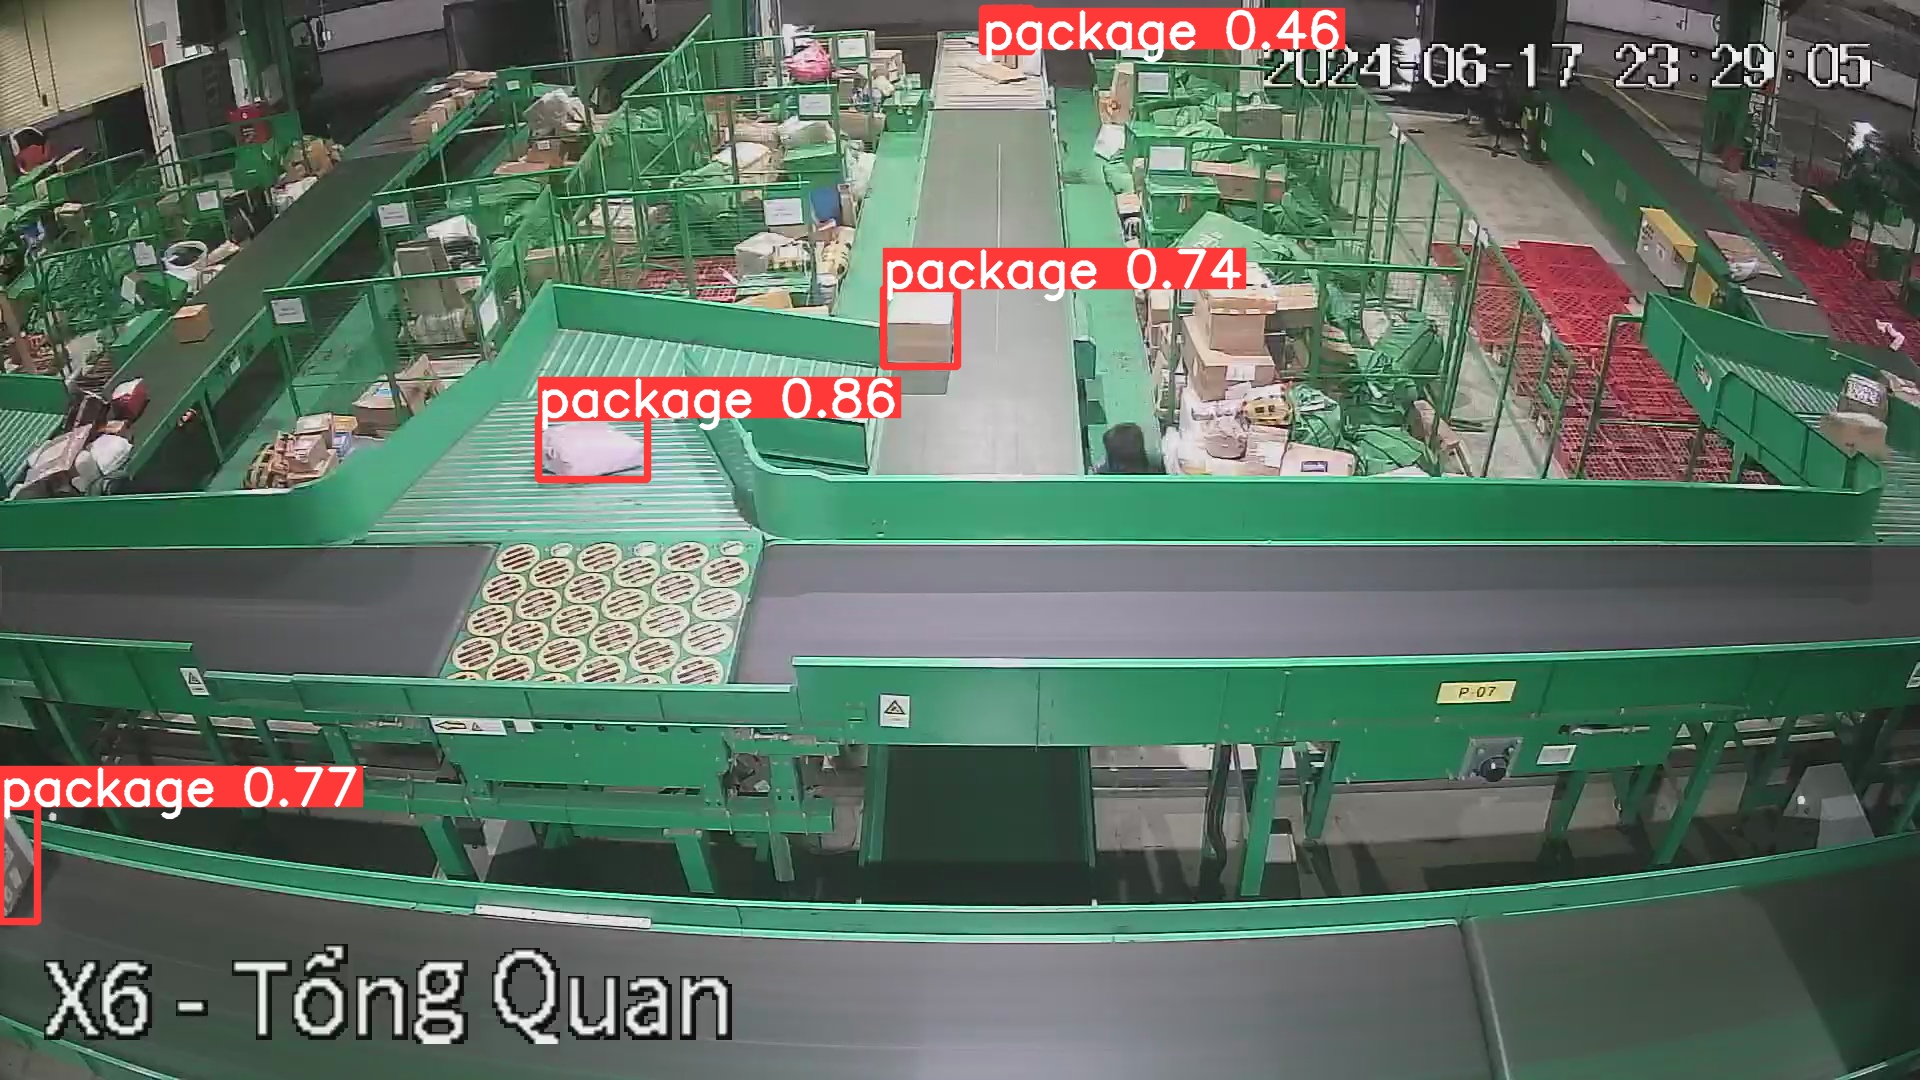 package 0.46
2024-06-17 23:29:05
package 0.74
package 0.86
P-07
package 0.77
X6 - Tổng Quan